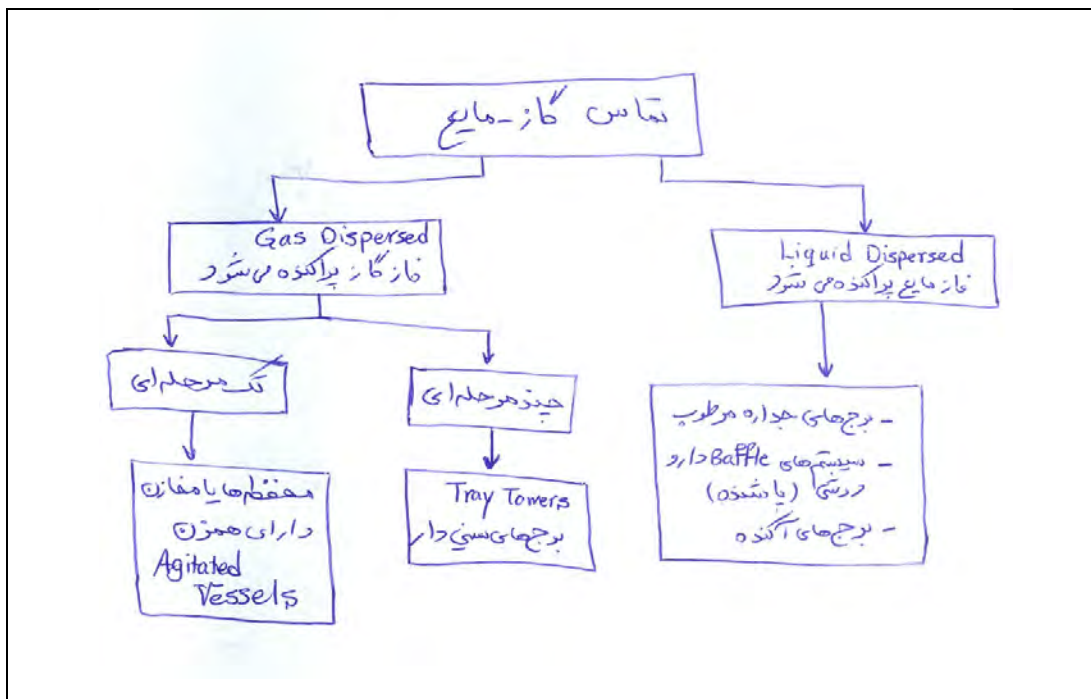 تماس گاز-مایع
Gas Dispersed
فاز گاز پراکنده می شود
Liquid Dispersed
فاز مایع پراکنده می شود
تک مرحله ای
چند مرحله ای
محفظه ها یا مخازن
دارای همزن
Agitated
Vessels
Tray Towers
برج های سینی دار
- برج های جداره مرطوب
- سیستم های Baffle دار و
دوشی (پاشنده)
- برج های آکنده